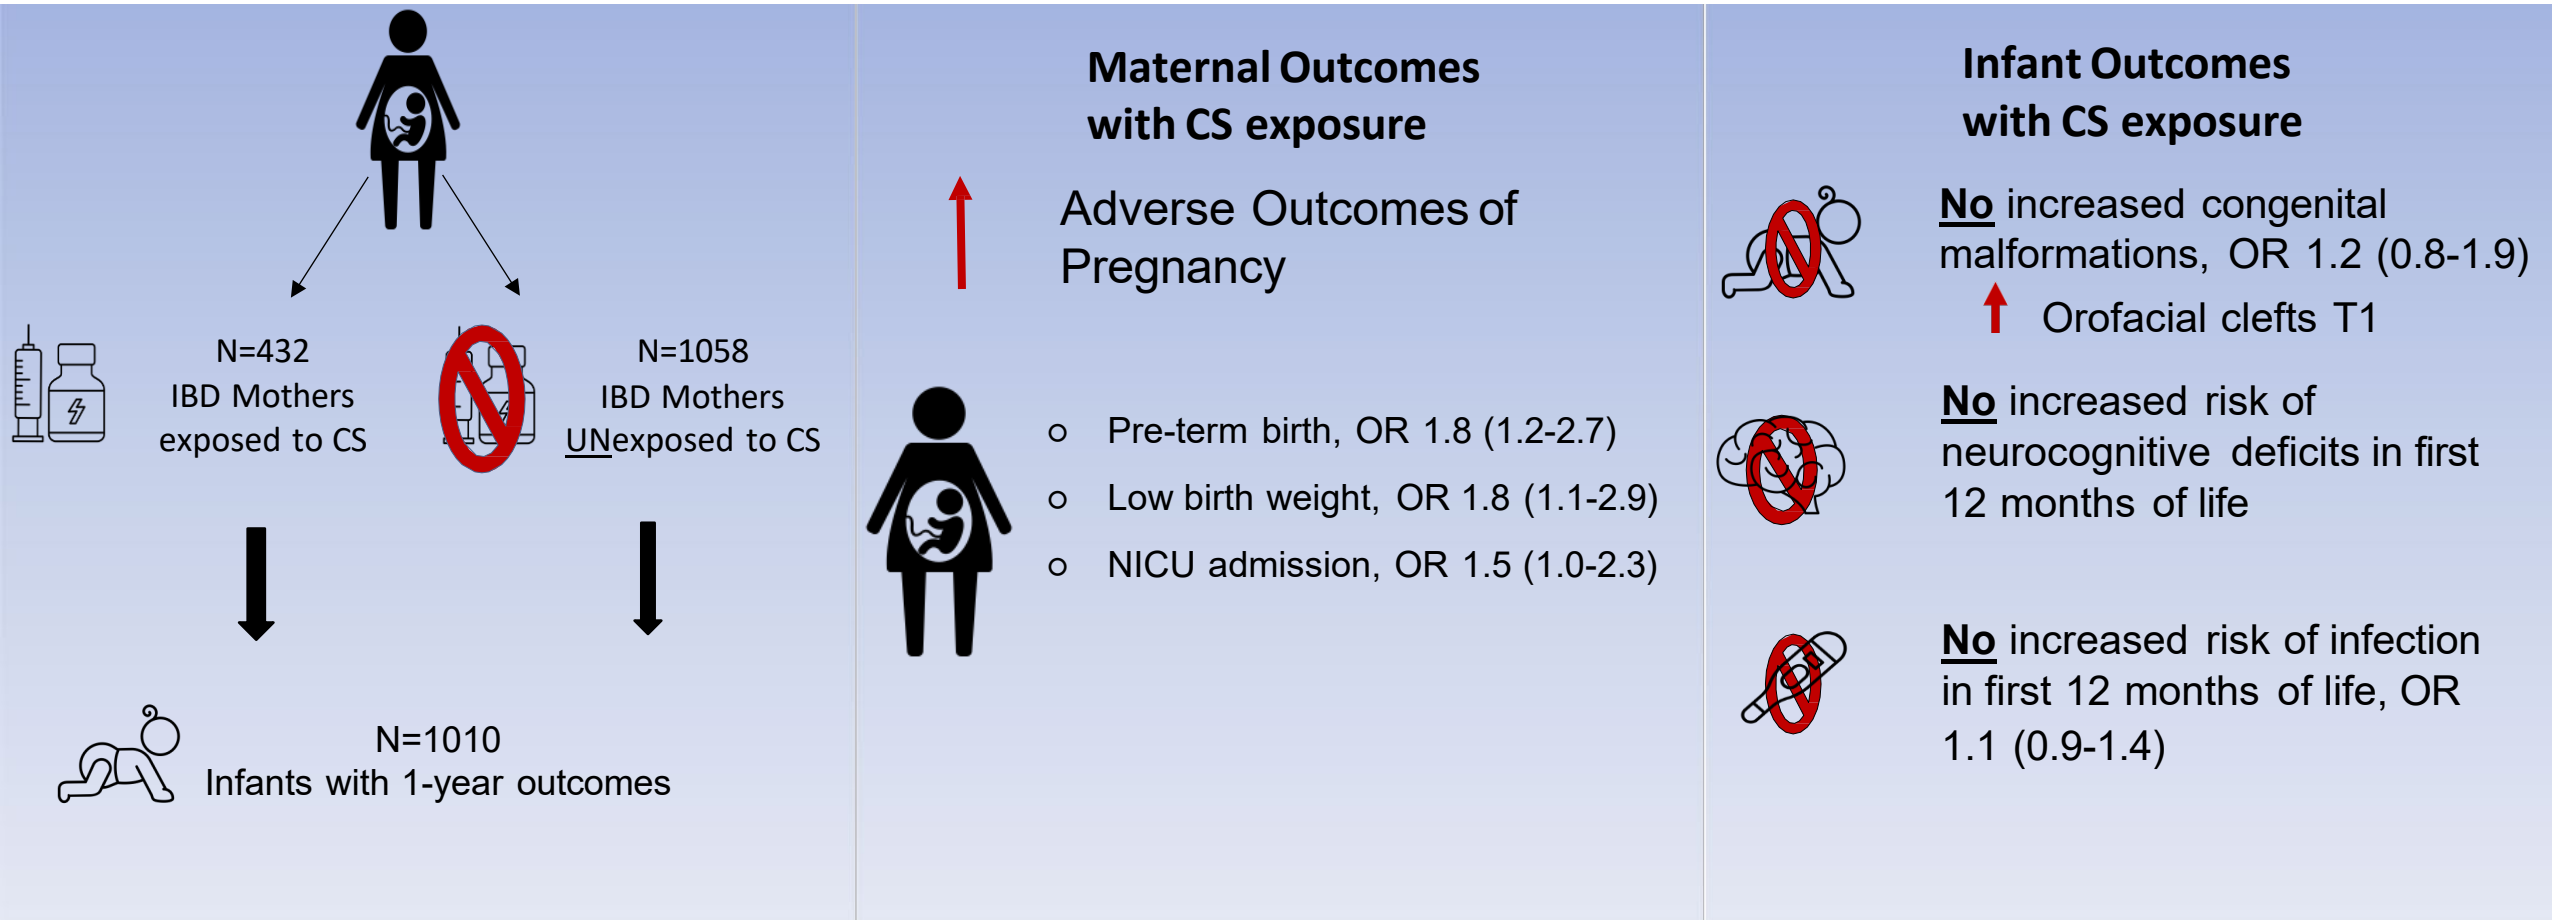 N=432
IBD Mothers
exposed to CS
N=1058
IBD Mothers
UNexposed to CS
N=1010
Infants with 1-year outcomes
Maternal Outcomes
with CS exposure
Adverse Outcomes of
Pregnancy
○ Pre-term birth, OR 1.8 (1.2-2.7)
○ Low birth weight, OR 1.8 (1.1-2.9)
○ NICU admission, OR 1.5 (1.0-2.3)
Infant Outcomes
with CS exposure
No increased congenital
malformations, OR 1.2 (0.8-1.9)
Orofacial clefts T1
No increased risk of
neurocognitive deficits in first
12 months of life
No increased risk of infection
in first 12 months of life, OR
1.1 (0.9-1.4)